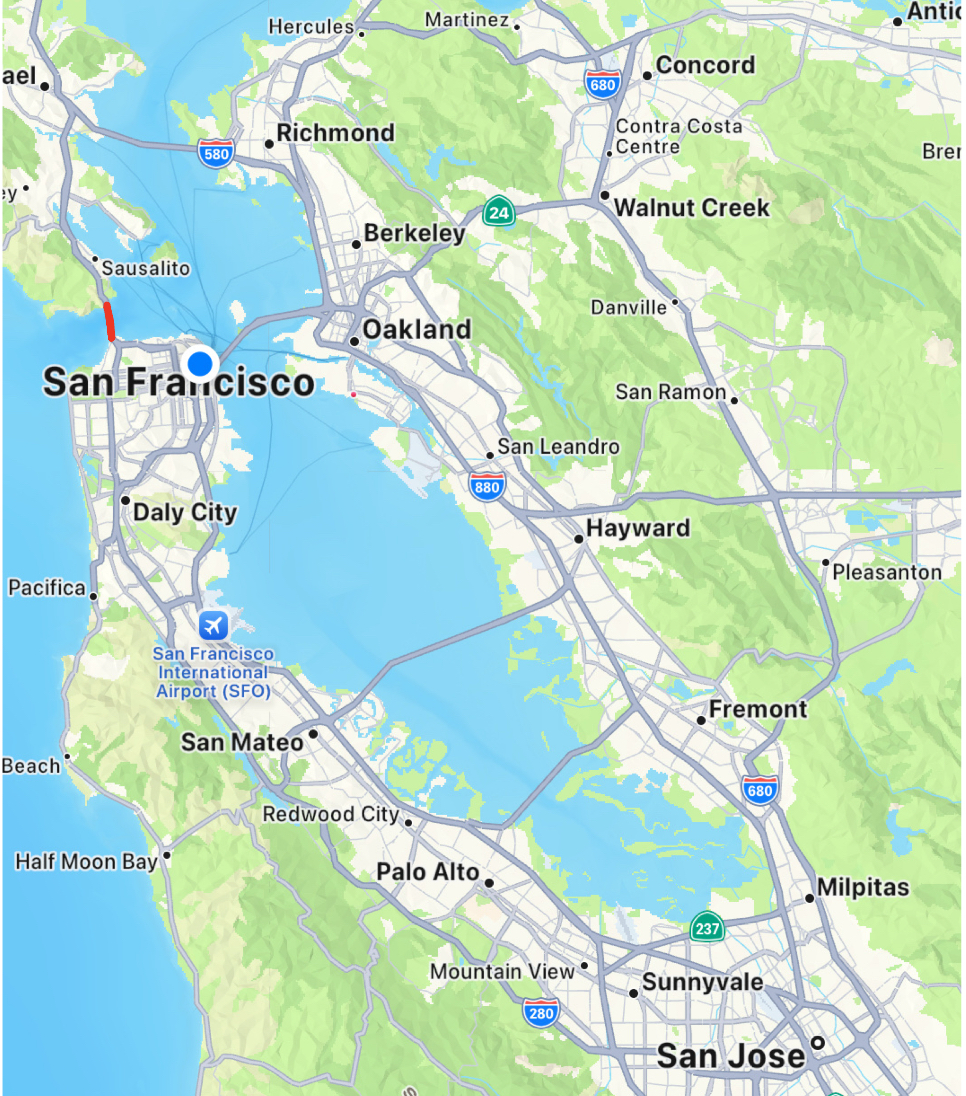 Hercules
Martinez
Antic
ael
680
Concord
Richmond
580
Contra Costa
Centre
Bren
ey
24
Walnut Creek
Berkeley
Sausalito
Danville
Oakland
San Francisco
San Ramon
San Leandro
880
Daly City
Hayward
Pacifica
Pleasanton
San Francisco
International
Airport (SFO)
Fremont
San Mateo
Beach
680
Redwood City
Half Moon Bay
Palo Alto
Milpitas
237
Mountain View
Sunnyvale
280
San Jose
S